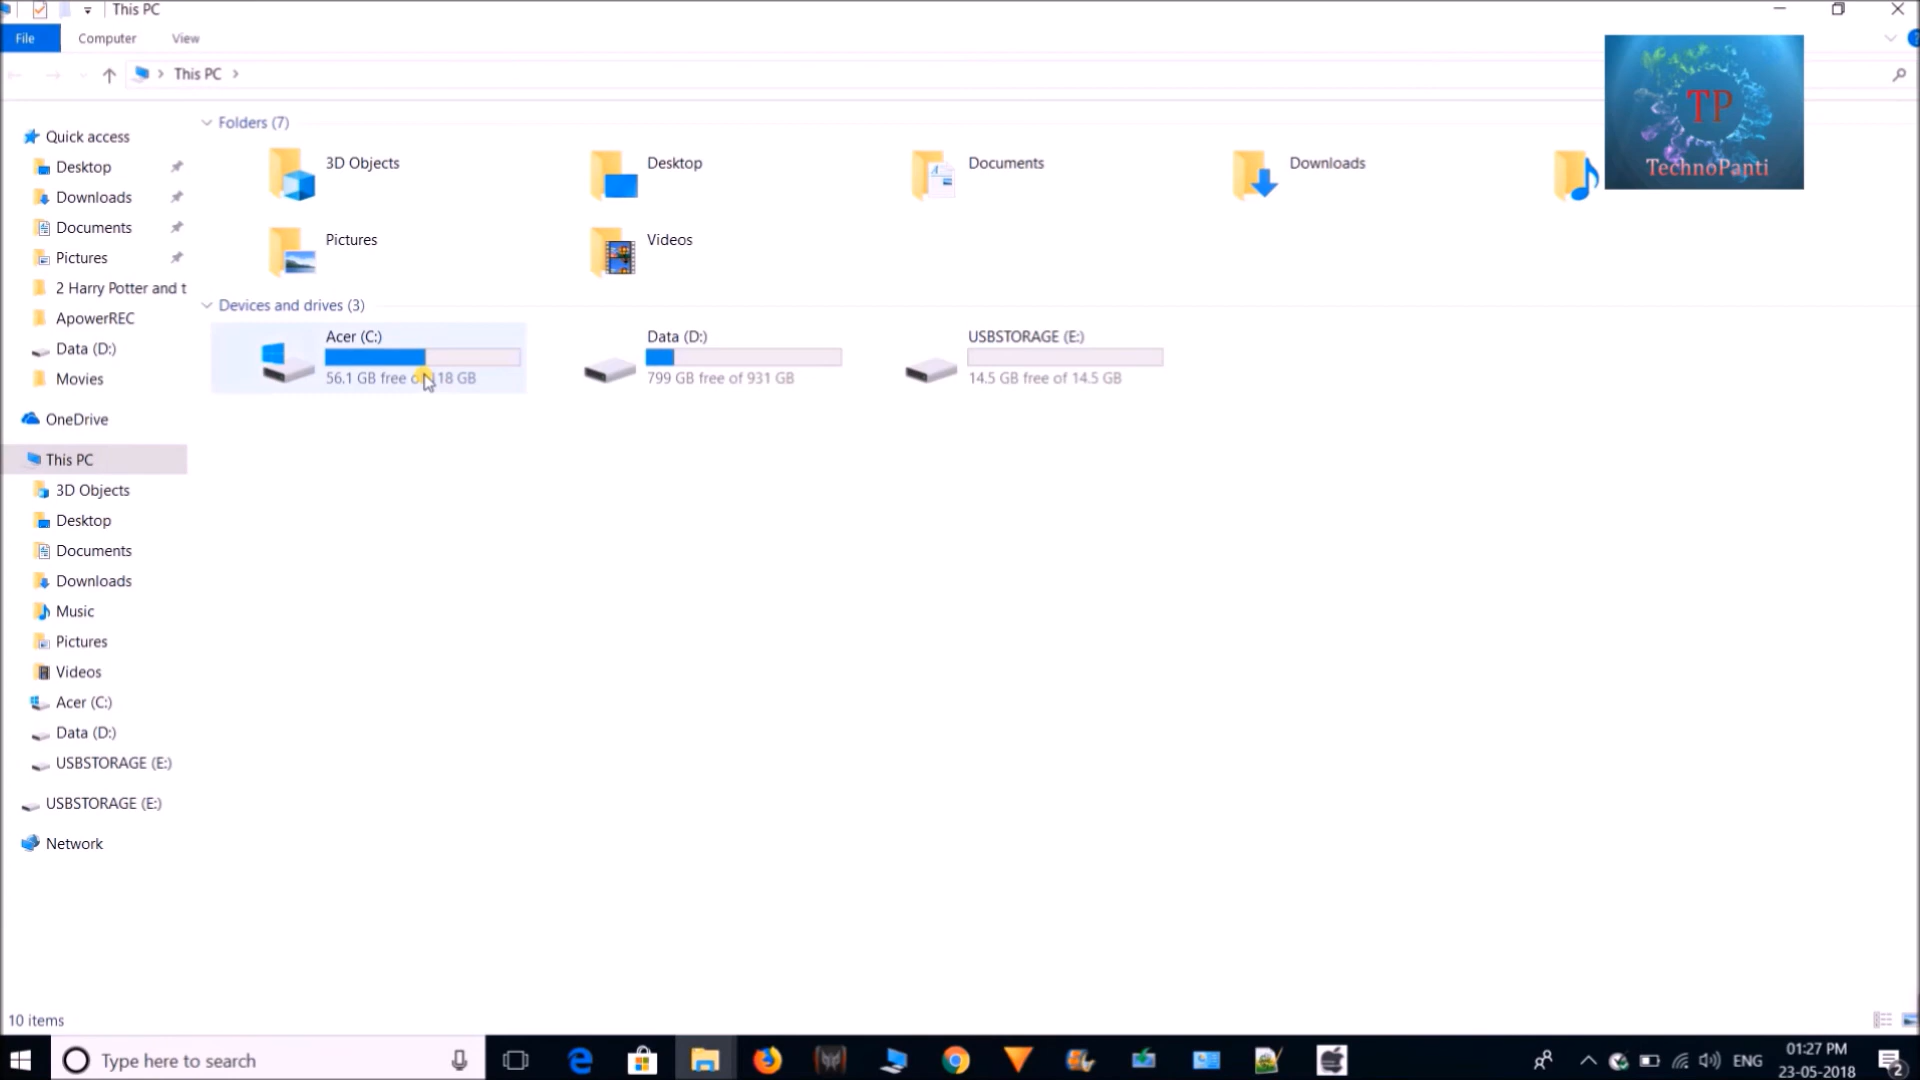 This PC
File Computer View
This PC
TP
TechnoPanti
Quick access
Desktop
Downloads
Documents
Pictures
2 Harry Potter and t
ApowerREC
Data (D:)
Movies
OneDrive
This PC
3D Objects
Desktop
Documents
Downloads
Music
Pictures
Videos
Acer (C:)
Data (D:)
USBSTORAGE (E:)
USBSTORAGE (E:)
Network
Folders (7)
3D Objects
Desktop
Documents
Downloads
Pictures
Videos
Devices and drives (3)
Acer (C:)
56.1 GB free of 118 GB
Data (D:)
799 GB free of 931 GB
USBSTORAGE (E:)
14.5 GB free of 14.5 GB
10 items
Type here to search
ENG
01:27 PM
23-05-2018
2